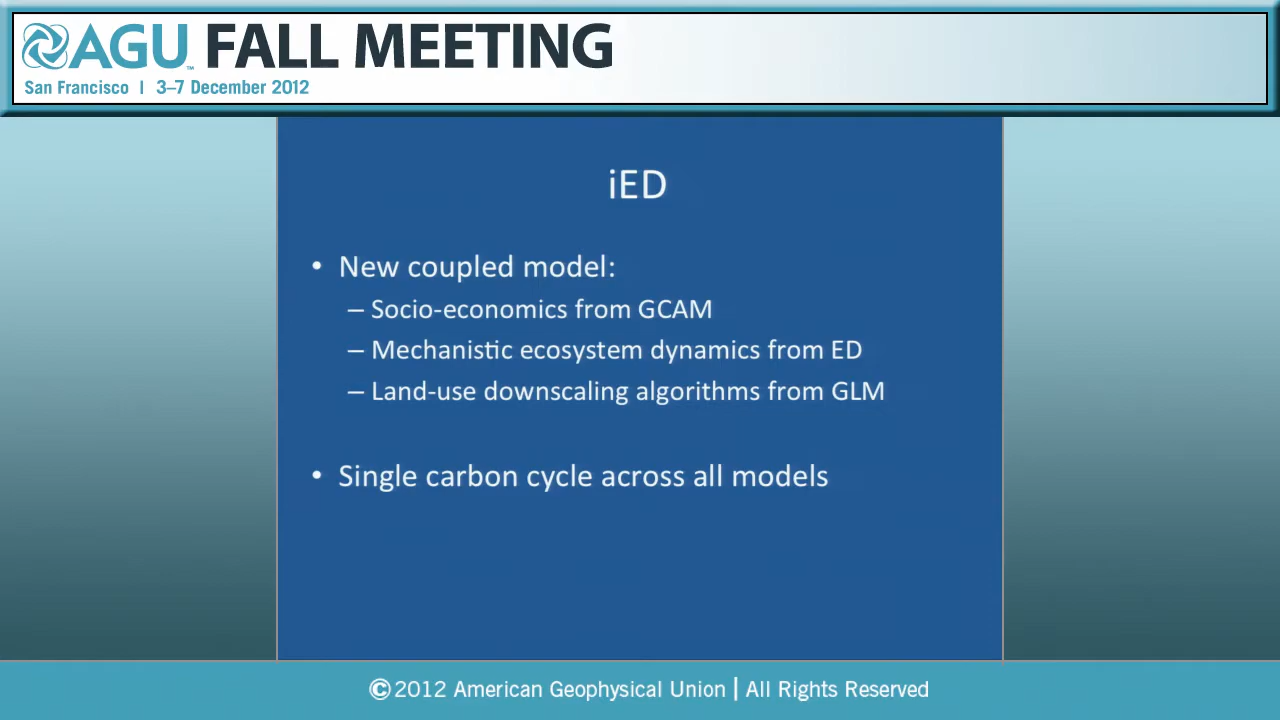 AGU™ FALL MEETING
San Francisco | 3–7 December 2012
iED
• New coupled model:
– Socio-economics from GCAM
– Mechanistic ecosystem dynamics from ED
– Land-use downscaling algorithms from GLM
• Single carbon cycle across all models
©2012 American Geophysical Union | All Rights Reserved